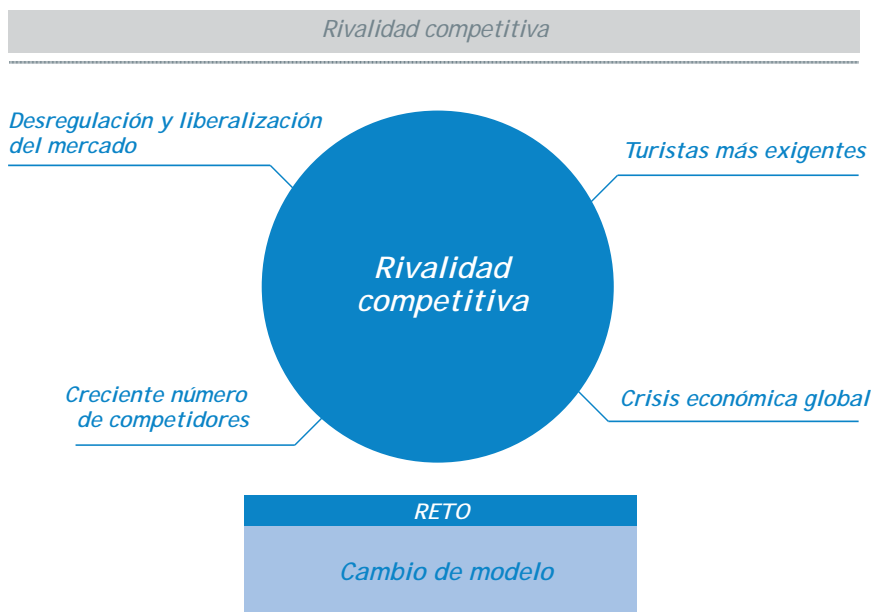 Rivalidad competitiva
Desregulación y liberalización
del mercado
Turistas más exigentes
Rivalidad
competitiva
Creciente número
de competidores
Crisis económica global
RETO
Cambio de modelo